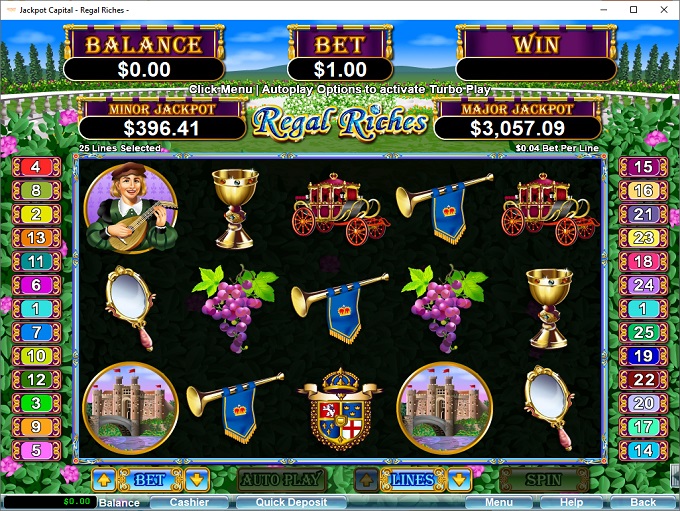 Jackpot Capital - Regal Riches -
BALANCE BET WIN
$0.00 $1.00
Click Menu | Autoplay Options to activate Turbo Play
MINOR JACKPOT Regal Riches MAJOR JACKPOT
$396.41 $3,057.09
25 Lines Selected $0.04 Bet Per Line
4 15
8 16
2 21
13 23
11 18
6 24
1 1
7 25
10 19
12 22
3 20
9 17
5 14
BET AUTO PLAY LINES SPIN
$0.00 Balance Cashier Quick Deposit Menu Help Back